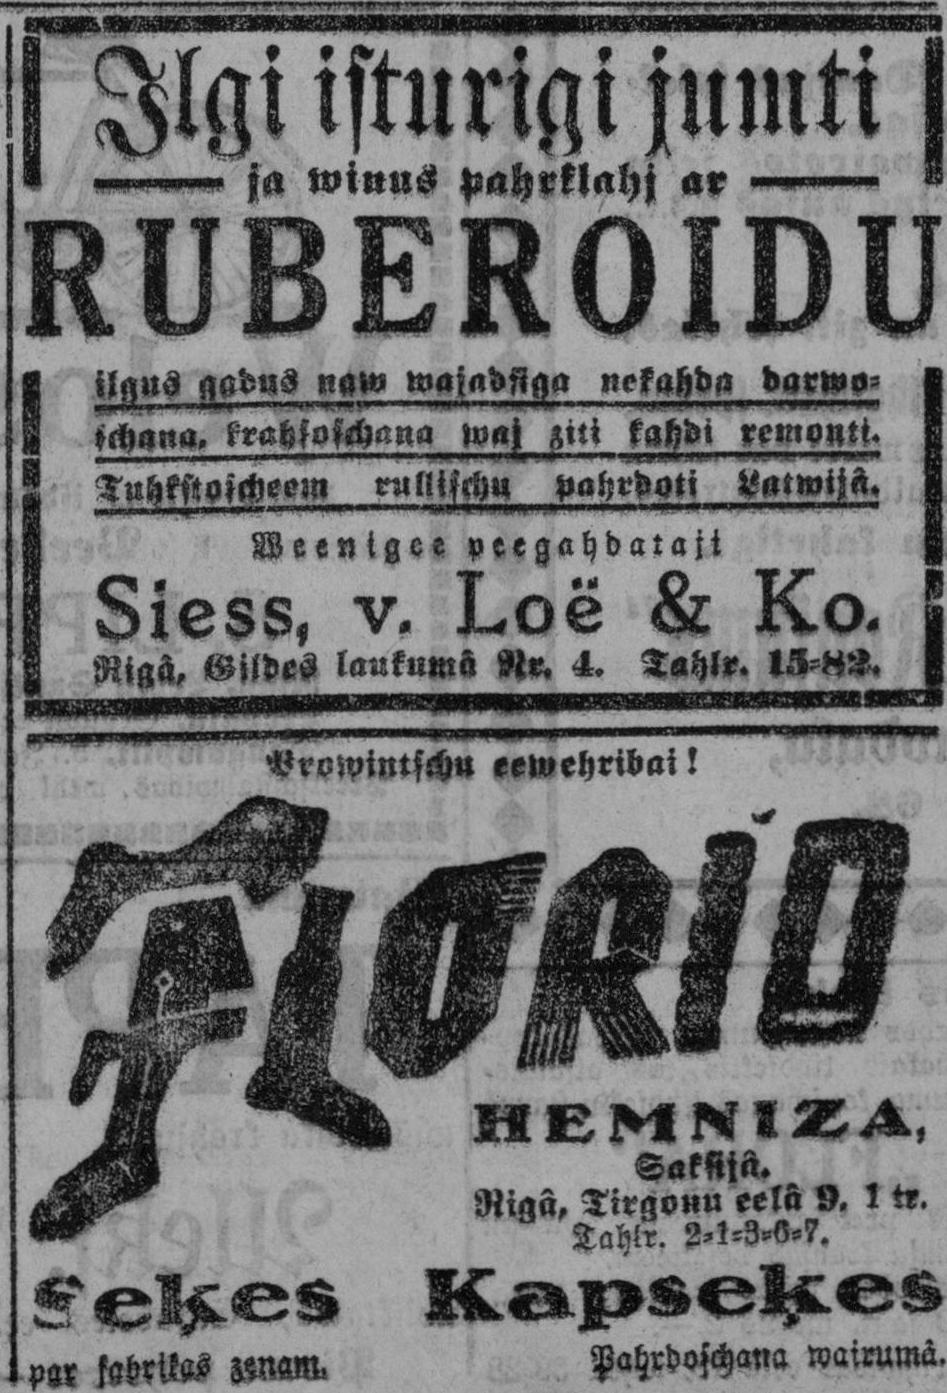 Ilgi isturigi jumti
ja winus pahrklahj ar
RUBEROIDU
ilgus gadus naw wajadsiga nekahda darwo-
schana, krahsoschana waj ziti kahdi remonti.
Tuhkstoscheem rullischu pahrdoti Latwijâ.
Weenigee peegahdataji
Siess, v. Loë & Ko.
Rigâ, Gildes laukumâ Nr. 4. Tahlr. 15-82.
Prowintschu eewehribai!
FLORID
HEMNIZA,
Saksijâ.
Rigâ, Tirgonu eelâ 9, 1 tr.
Tahlr. 2-1-3-6-7.
Seķes Kapseķes
par fabrikas zenam.
Pahrdoschana wairumâ.